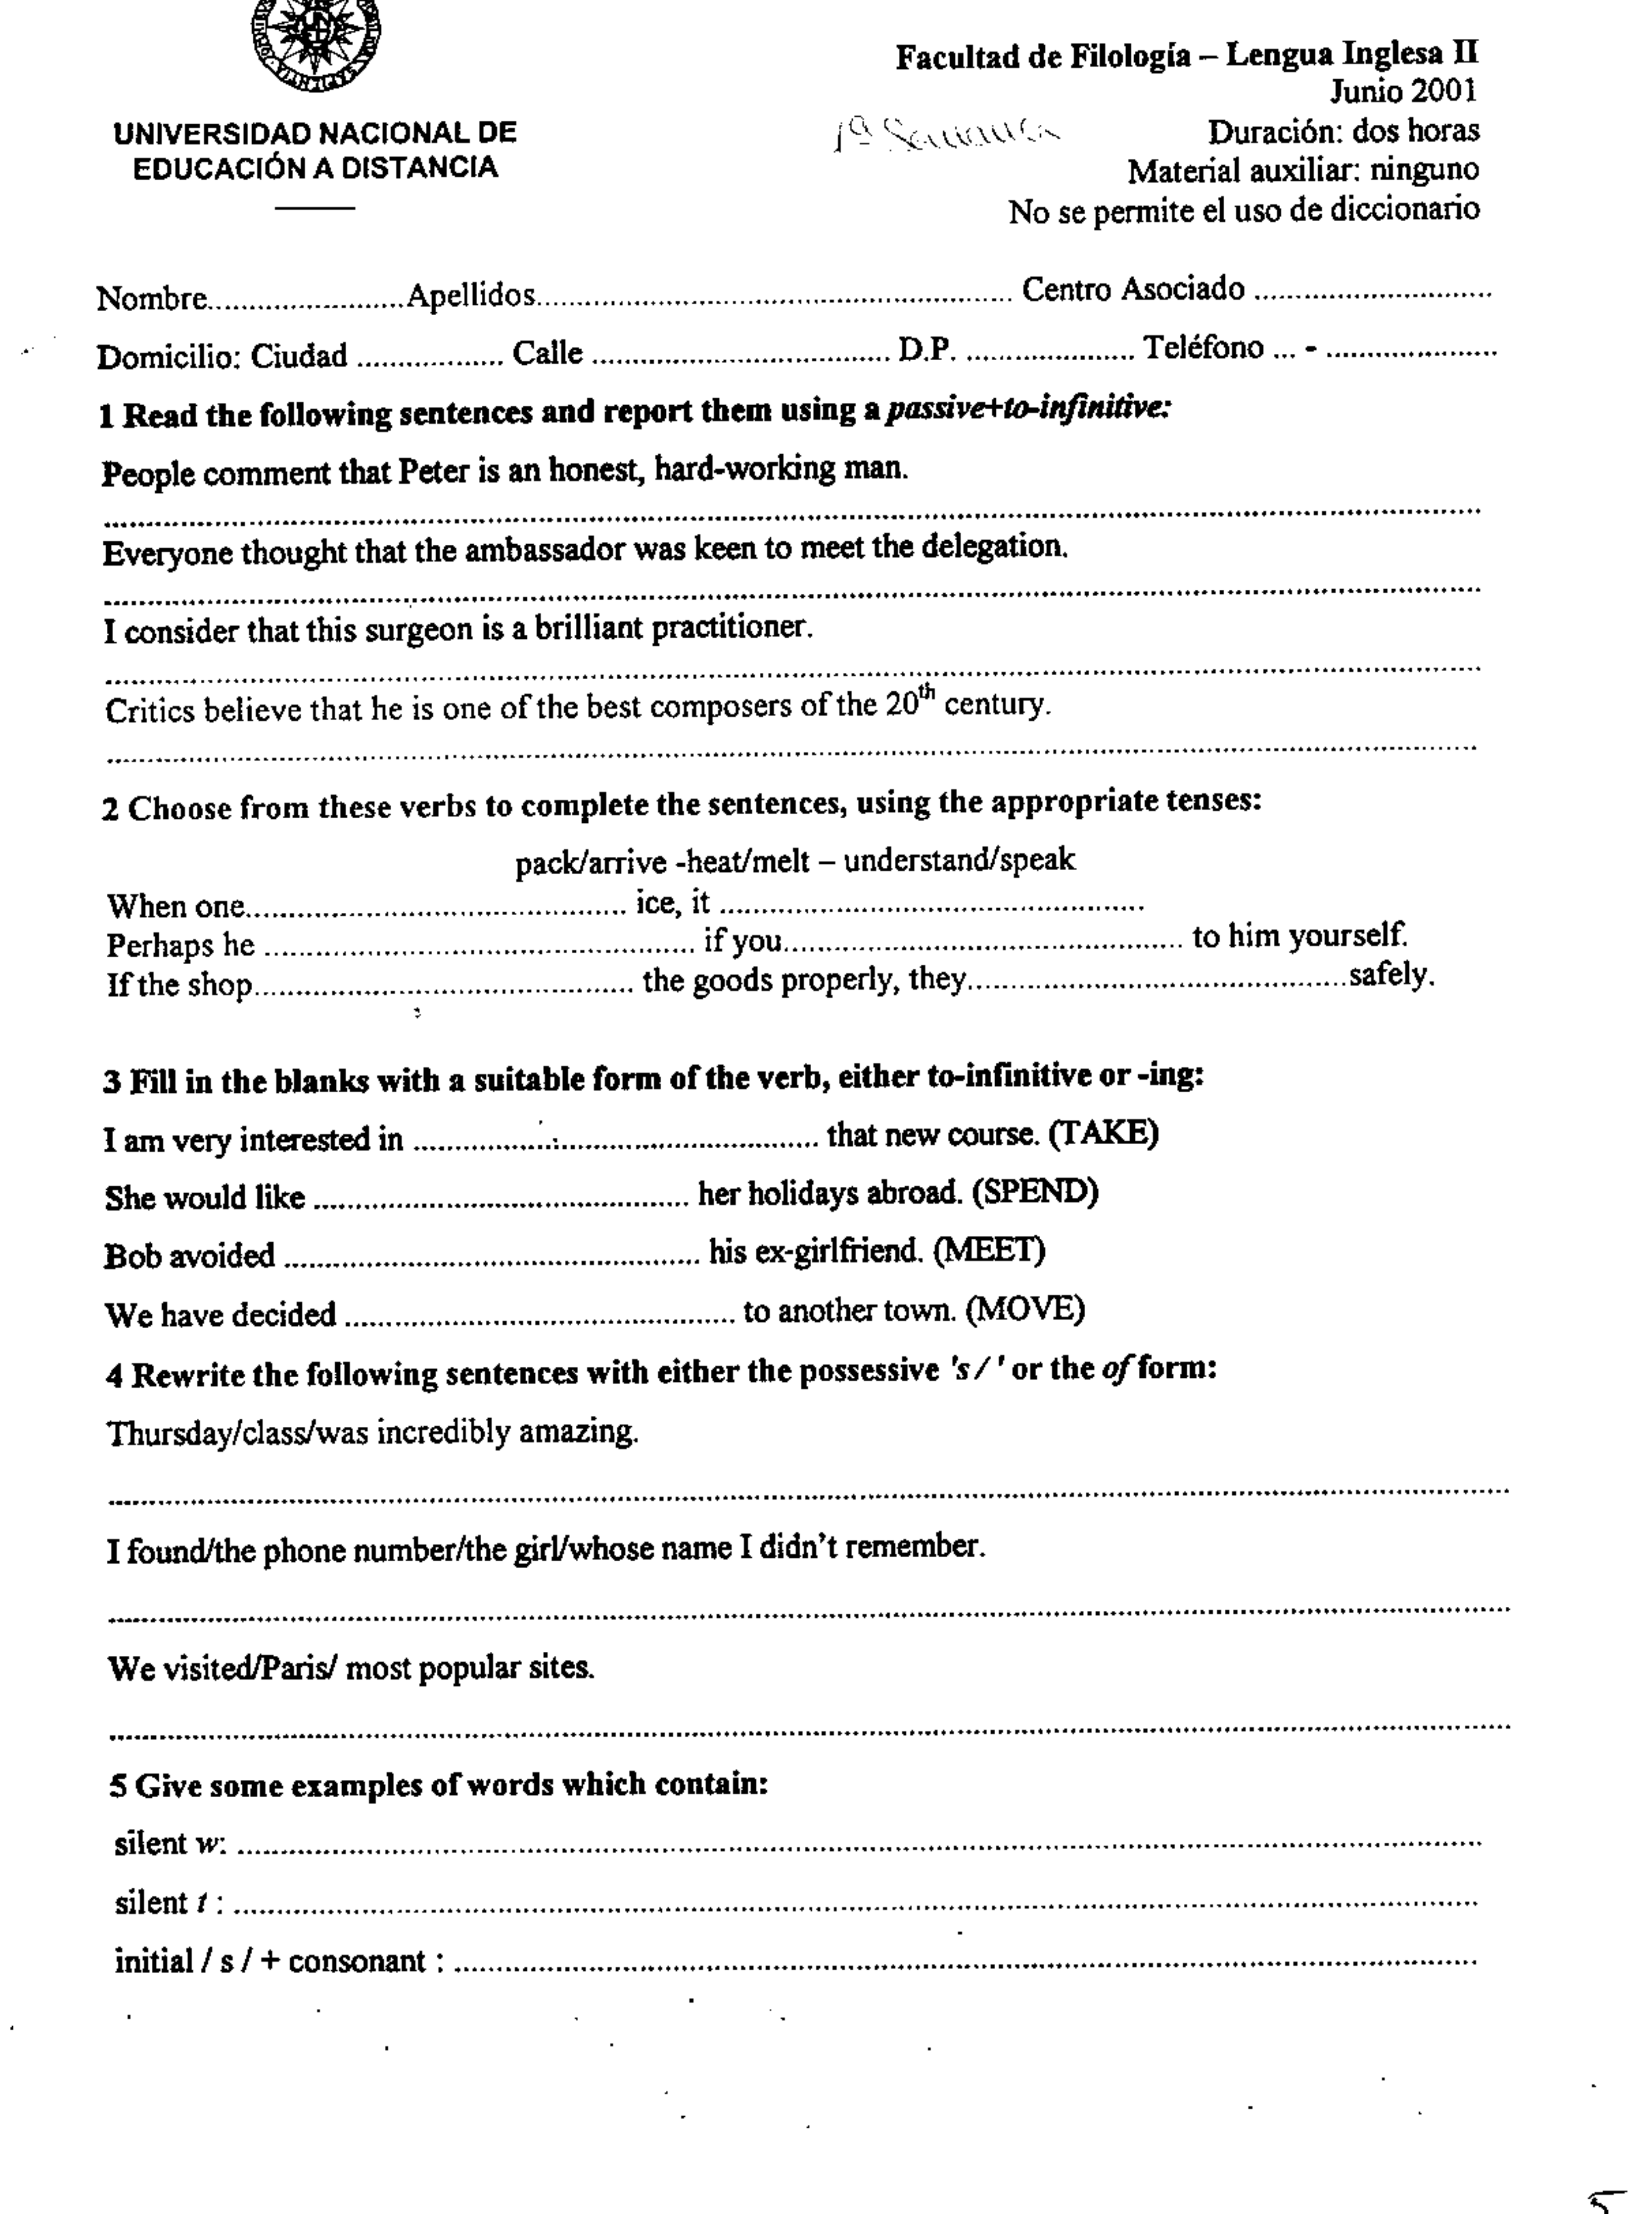 UNIVERSIDAD NACIONAL DE
EDUCACIÓN A DISTANCIA
Facultad de Filología – Lengua Inglesa II
Junio 2001
1ª Semana
Duración: dos horas
Material auxiliar: ninguno
No se permite el uso de diccionario
Nombre.......................Apellidos......................................................... Centro Asociado ............................
Domicilio: Ciudad ................. Calle ................................... D.P. .................... Teléfono ... - ....................
1 Read the following sentences and report them using a passive+to-infinitive:
People comment that Peter is an honest, hard-working man.
Everyone thought that the ambassador was keen to meet the delegation.
I consider that this surgeon is a brilliant practitioner.
Critics believe that he is one of the best composers of the 20th century.
2 Choose from these verbs to complete the sentences, using the appropriate tenses:
pack/arrive -heat/melt – understand/speak
When one............................................. ice, it ..................................................
Perhaps he ................................................... if you............................................... to him yourself.
If the shop............................................. the goods properly, they.............................................safely.
3 Fill in the blanks with a suitable form of the verb, either to-infinitive or -ing:
I am very interested in ................................................ that new course. (TAKE)
She would like ............................................. her holidays abroad. (SPEND)
Bob avoided .................................................. his ex-girlfriend. (MEET)
We have decided ............................................... to another town. (MOVE)
4 Rewrite the following sentences with either the possessive 's / ' or the of form:
Thursday/class/was incredibly amazing.
I found/the phone number/the girl/whose name I didn't remember.
We visited/Paris/ most popular sites.
5 Give some examples of words which contain:
silent w: ....................................................................................................
silent t : ....................................................................................................
initial / s / + consonant : ....................................................................................................
5